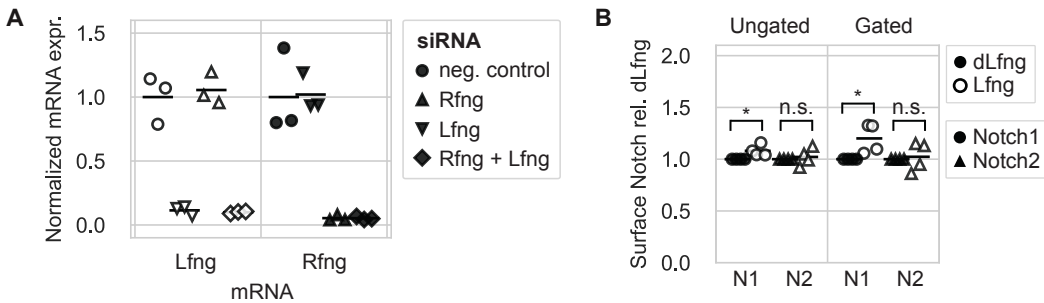 A
Normalized mRNA expr.
1.5
1.0
0.5
0.0
Lfng
Rfng
mRNA
siRNA
neg. control
Rfng
Lfng
Rfng + Lfng
B
Surface Notch rel. dLfng
Ungated
Gated
2.0
1.5
1.0
0.5
0.0
*
n.s.
*
n.s.
N1
N2
N1
N2
dLfng
Lfng
Notch1
Notch2